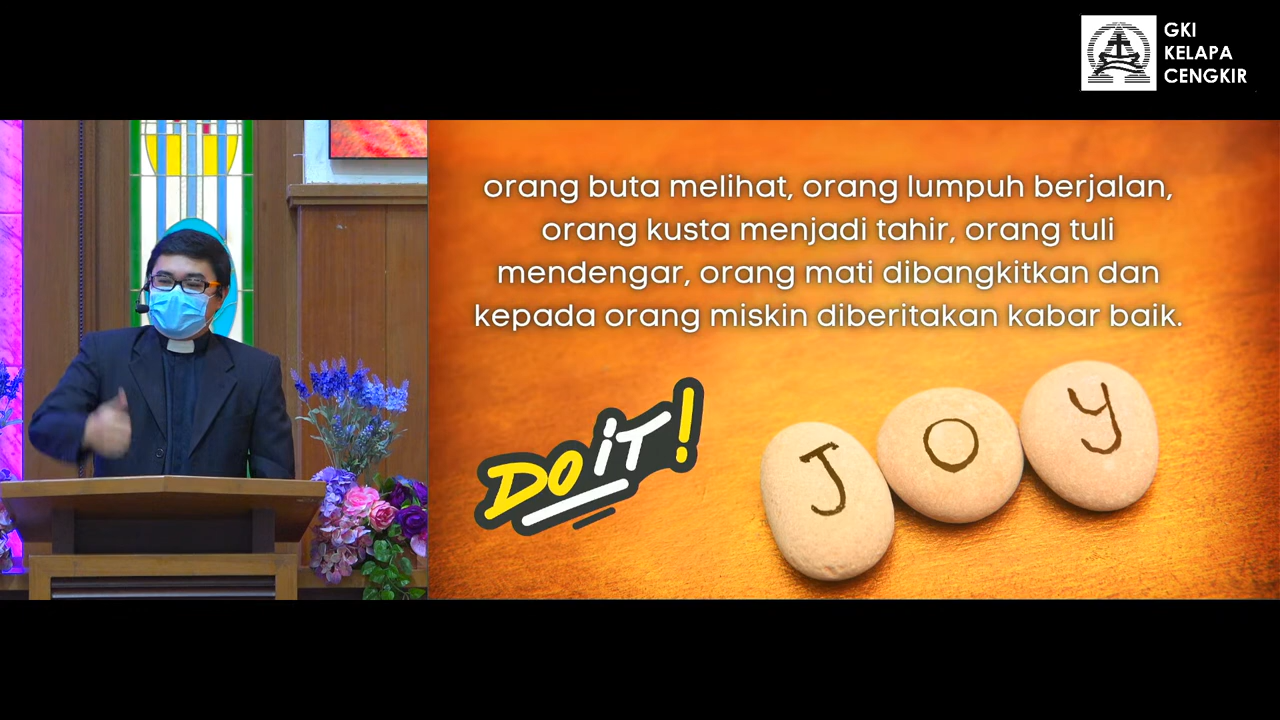 GKI
KELAPA
CENGKIR
orang buta melihat, orang lumpuh berjalan,
orang kusta menjadi tahir, orang tuli
mendengar, orang mati dibangkitkan dan
kepada orang miskin diberitakan kabar baik.
DO iT!
JOY